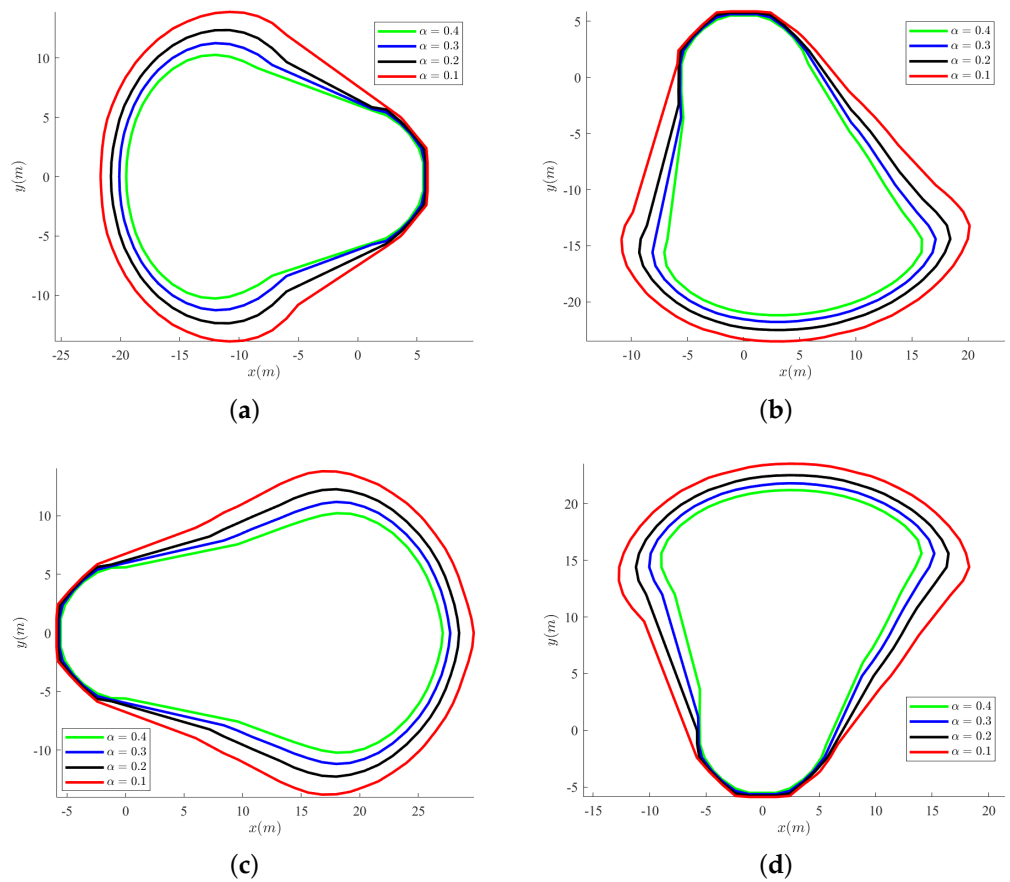 α = 0.4
α = 0.3
α = 0.2
α = 0.1
10
5
0
-5
-10
y(m)
-25 -20 -15 -10 -5 0 5
x(m)
(a)
α = 0.4
α = 0.3
α = 0.2
α = 0.1
5
0
-5
-10
-15
-20
y(m)
-10 -5 0 5 10 15 20
x(m)
(b)
10
5
0
-5
-10
y(m)
α = 0.4
α = 0.3
α = 0.2
α = 0.1
-5 0 5 10 15 20 25
x(m)
(c)
20
15
10
5
0
-5
y(m)
α = 0.4
α = 0.3
α = 0.2
α = 0.1
-15 -10 -5 0 5 10 15 20
x(m)
(d)